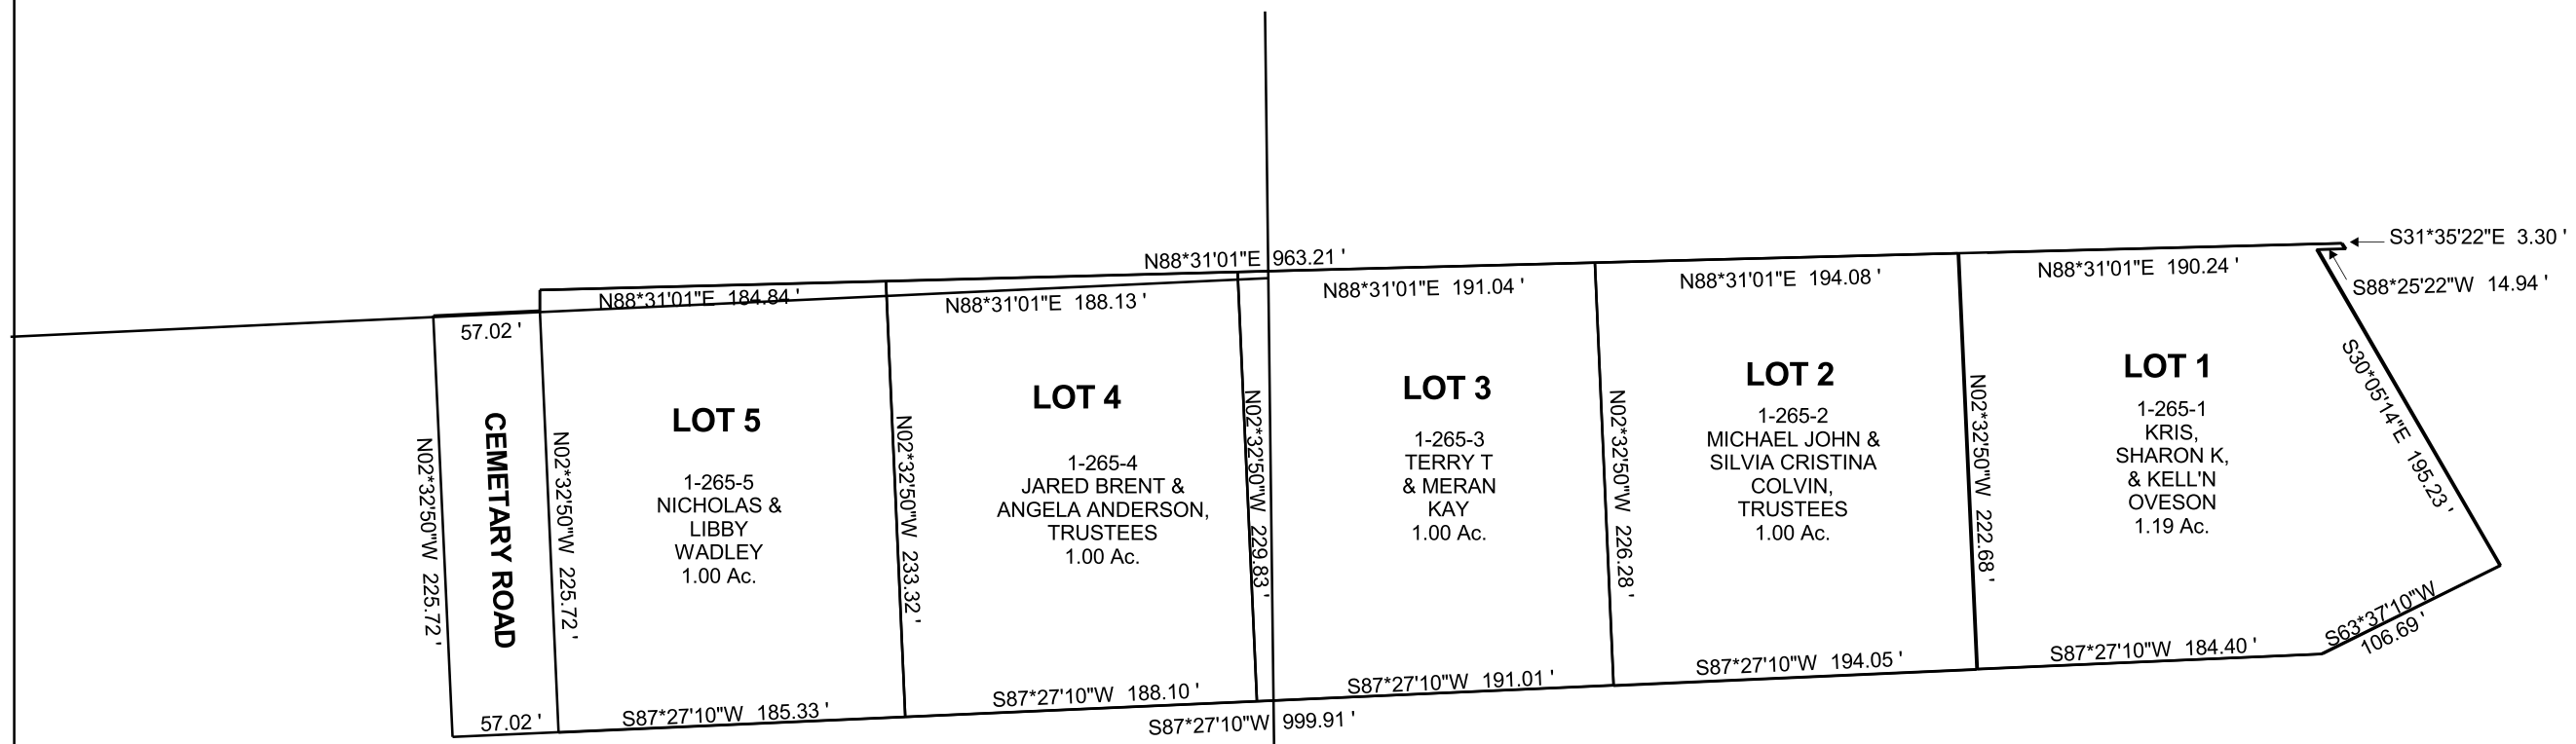 N88*31'01"E 963.21 '
S31*35'22"E 3.30 '
S88*25'22"W 14.94 '
N88*31'01"E 184.84 '
N88*31'01"E 188.13 '
N88*31'01"E 191.04 '
N88*31'01"E 194.08 '
N88*31'01"E 190.24 '
57.02 '
N02*32'50"W 225.72 '
CEMETARY ROAD
57.02 '
N02*32'50"W 225.72 '
LOT 5
1-265-5
NICHOLAS &
LIBBY
WADLEY
1.00 Ac.
S87*27'10"W 185.33 '
N02*32'50"W 233.32 '
LOT 4
1-265-4
JARED BRENT &
ANGELA ANDERSON,
TRUSTEES
1.00 Ac.
S87*27'10"W 188.10 '
N02*32'50"W 229.83 '
LOT 3
1-265-3
TERRY T
& MERAN
KAY
1.00 Ac.
S87*27'10"W 191.01 '
N02*32'50"W 226.28 '
LOT 2
1-265-2
MICHAEL JOHN &
SILVIA CRISTINA
COLVIN,
TRUSTEES
1.00 Ac.
S87*27'10"W 194.05 '
N02*32'50"W 222.68 '
LOT 1
1-265-1
KRIS,
SHARON K,
& KELL'N
OVESON
1.19 Ac.
S30*05'14"E 195.23 '
S63*37'10"W
106.69 '
S87*27'10"W 184.40 '
S87*27'10"W 999.91 '